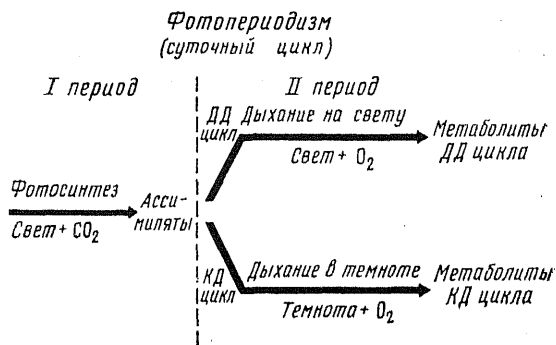 Фотопериодизм
(суточный цикл)
I период
II период
ДД цикл
Дыхание на свету
Свет + O₂
Метаболиты
ДД цикла
Фотосинтез
Свет + CO₂
Асси-
миляты
КД цикл
Дыхание в темноте
Темнота + O₂
Метаболиты
КД цикла